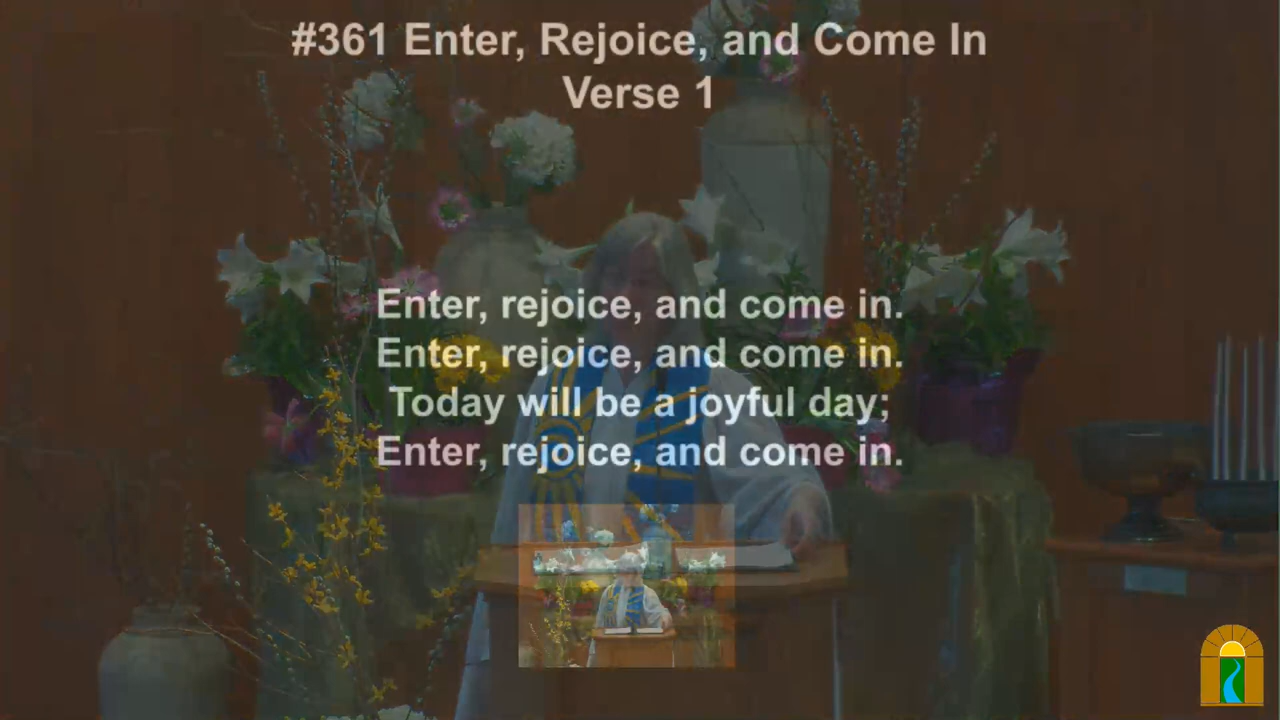 #361 Enter, Rejoice, and Come In
Verse 1
Enter, rejoice, and come in.
Enter, rejoice, and come in.
Today will be a joyful day;
Enter, rejoice, and come in.